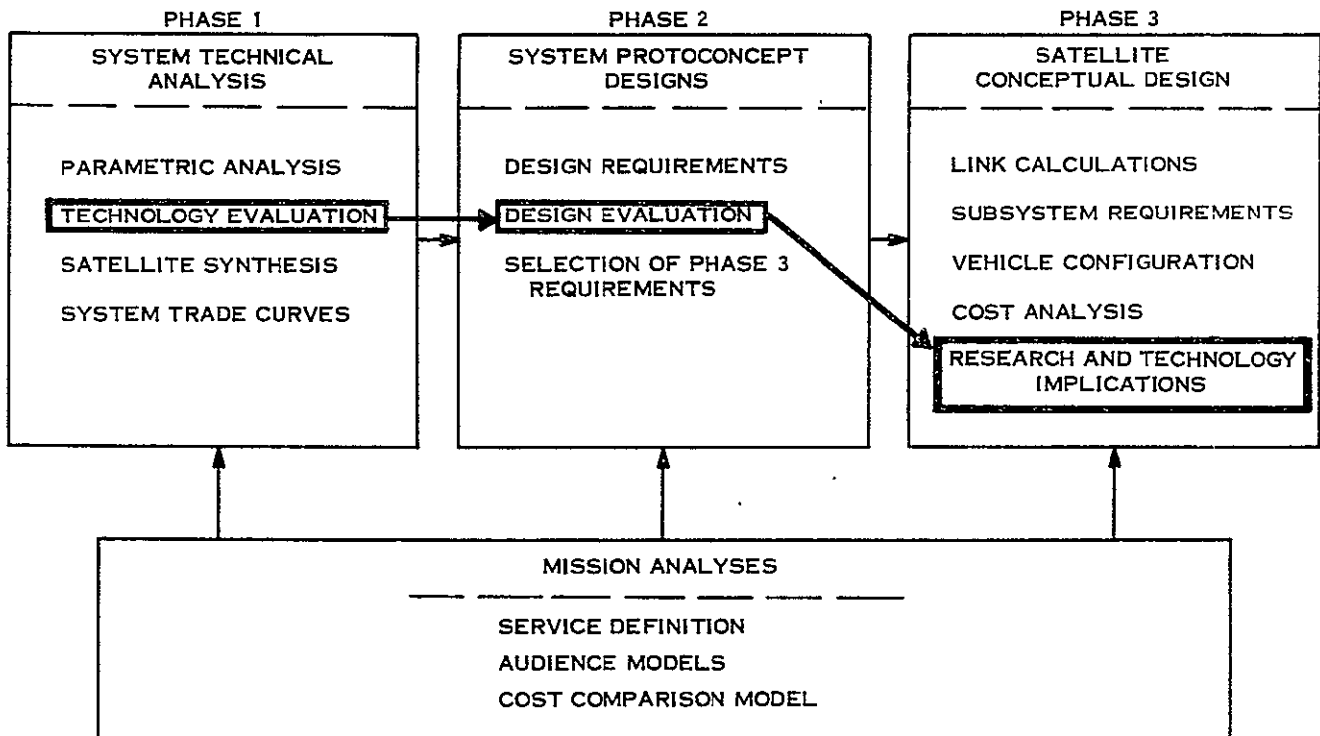 PHASE 1
SYSTEM TECHNICAL
ANALYSIS
PARAMETRIC ANALYSIS
TECHNOLOGY EVALUATION
SATELLITE SYNTHESIS
SYSTEM TRADE CURVES
PHASE 2
SYSTEM PROTOCONCEPT
DESIGNS
DESIGN REQUIREMENTS
DESIGN EVALUATION
SELECTION OF PHASE 3
REQUIREMENTS
PHASE 3
SATELLITE
CONCEPTUAL DESIGN
LINK CALCULATIONS
SUBSYSTEM REQUIREMENTS
VEHICLE CONFIGURATION
COST ANALYSIS
RESEARCH AND TECHNOLOGY
IMPLICATIONS
MISSION ANALYSES
SERVICE DEFINITION
AUDIENCE MODELS
COST COMPARISON MODEL